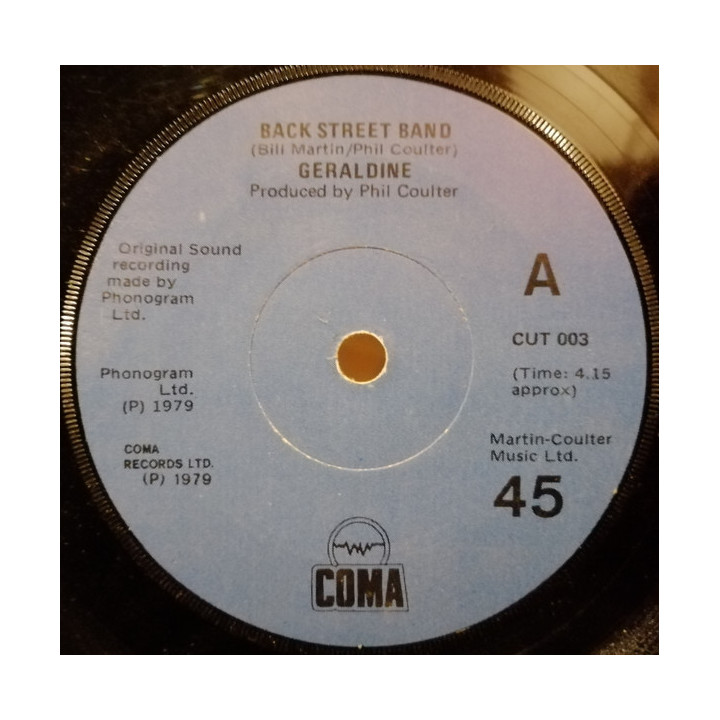 BACK STREET BAND
(Bill Martin/Phil Coulter)
GERALDINE
Produced by Phil Coulter
Original Sound
recording
made by
Phonogram
Ltd.
A
CUT 003
(Time: 4.15
approx)
Phonogram
Ltd.
(P) 1979
COMA
RECORDS LTD.
(P) 1979
Martin-Coulter
Music Ltd.
45
COMA